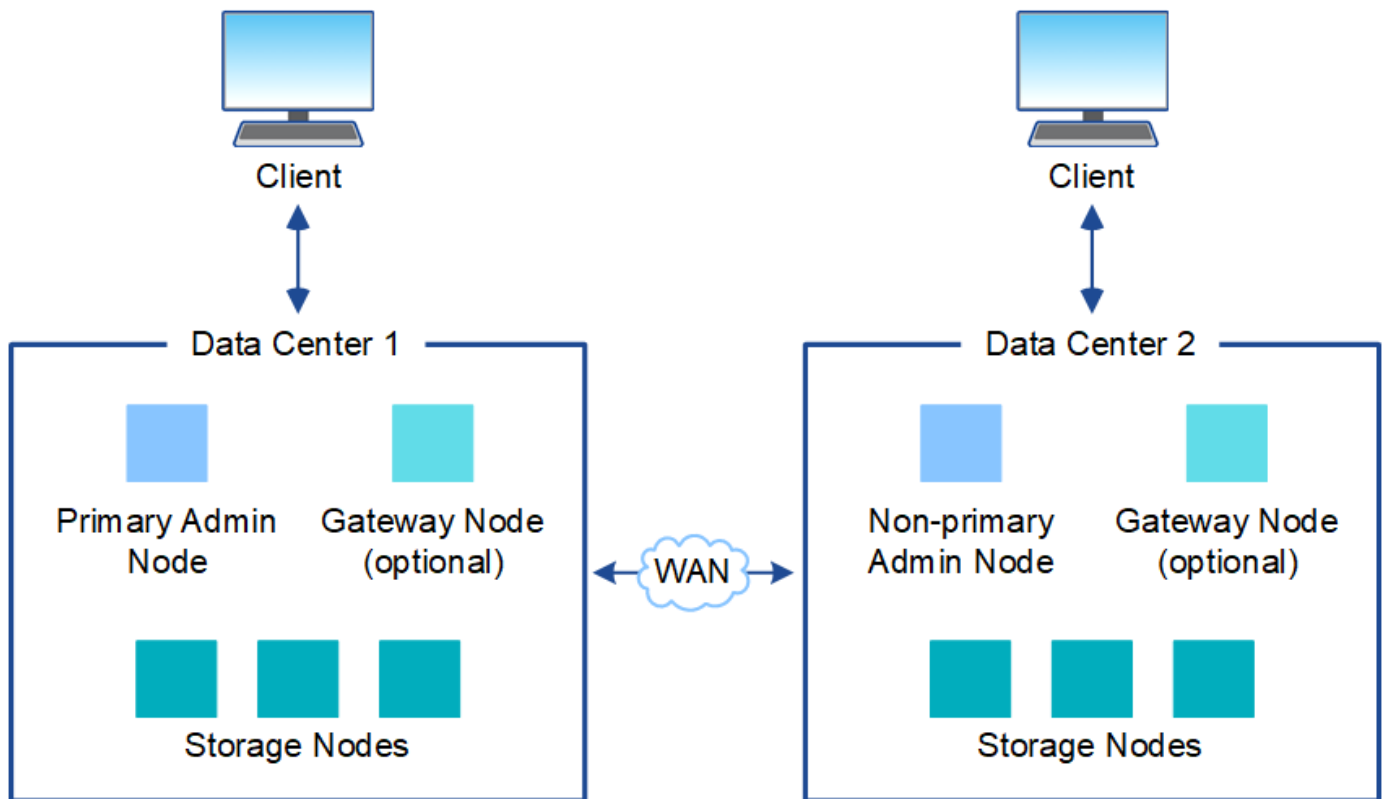 Client
Client
Data Center 1
Data Center 2
Primary Admin
Node
Gateway Node
(optional)
WAN
Non-primary
Admin Node
Gateway Node
(optional)
Storage Nodes
Storage Nodes